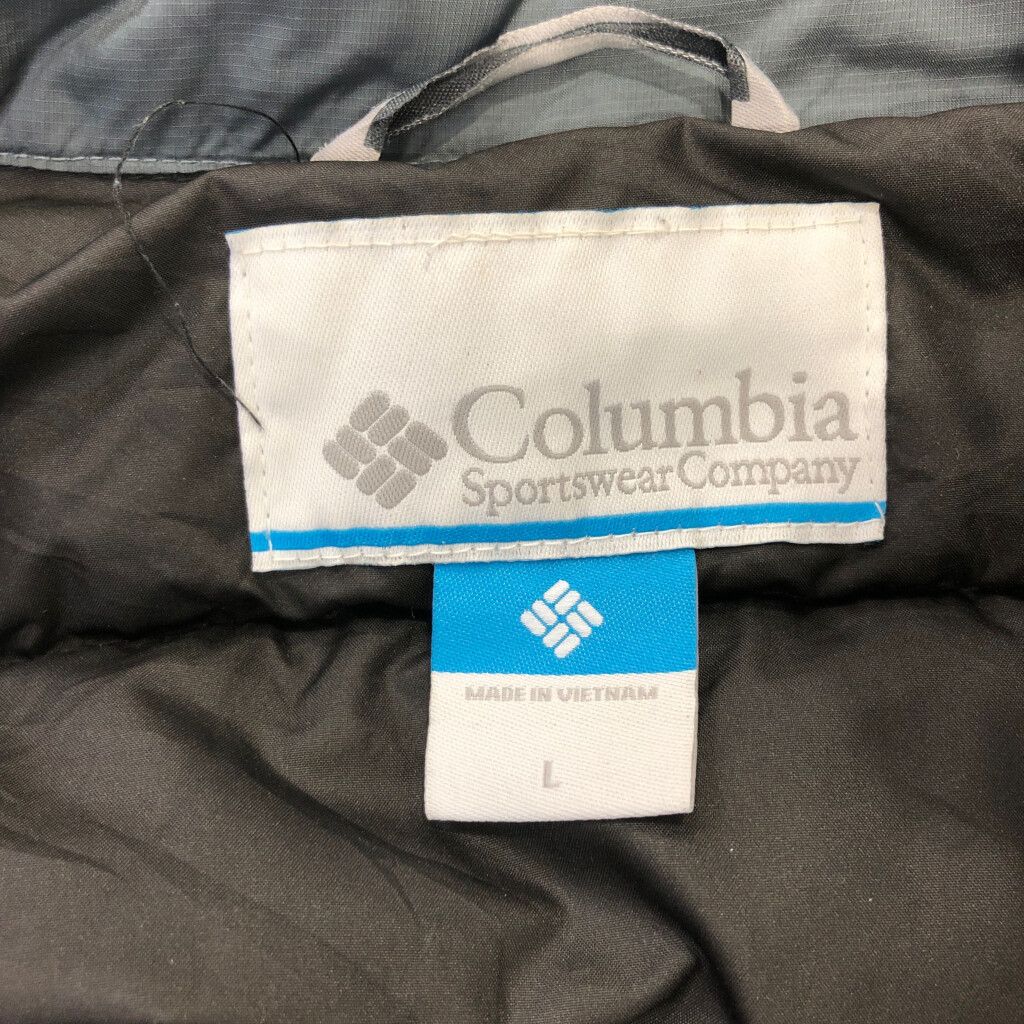 Columbia
Sportswear Company
MADE IN VIETNAM
L